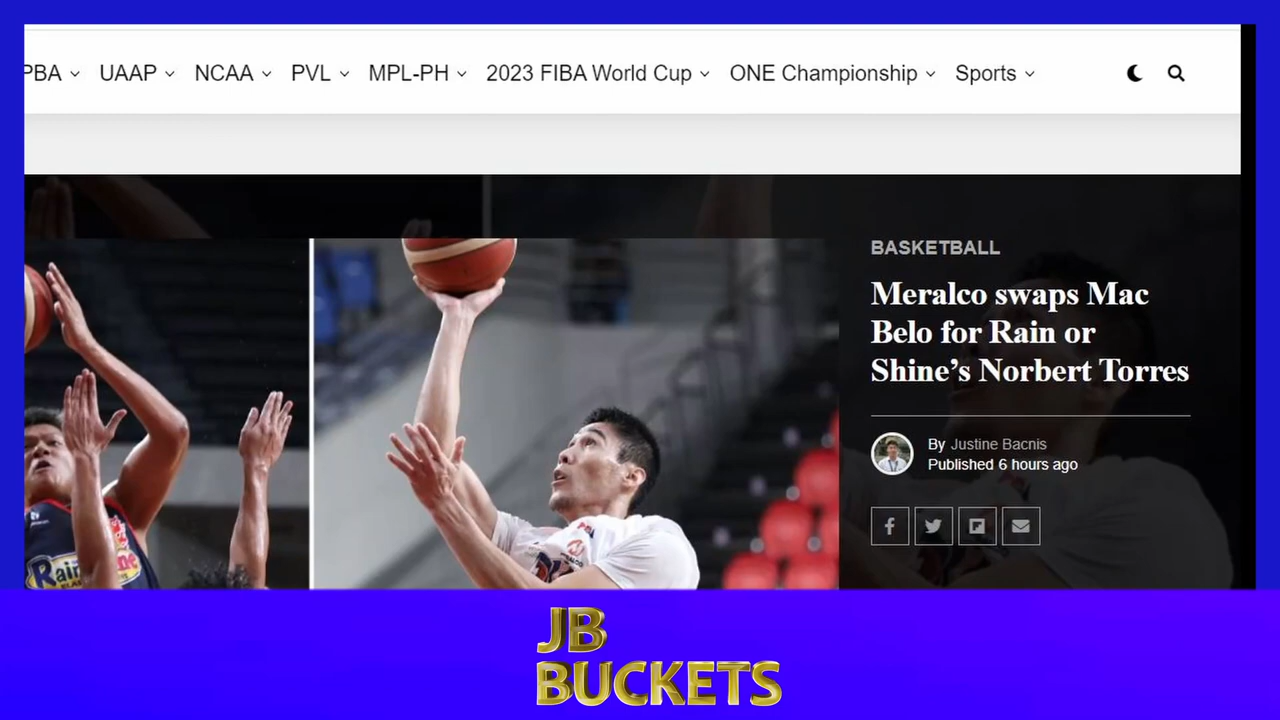 PBA UAAP NCAA PVL MPL-PH 2023 FIBA World Cup ONE Championship Sports
BASKETBALL
Meralco swaps Mac
Belo for Rain or
Shine’s Norbert Torres
By Justine Bacnis
Published 6 hours ago
Rain
JB
BUCKETS